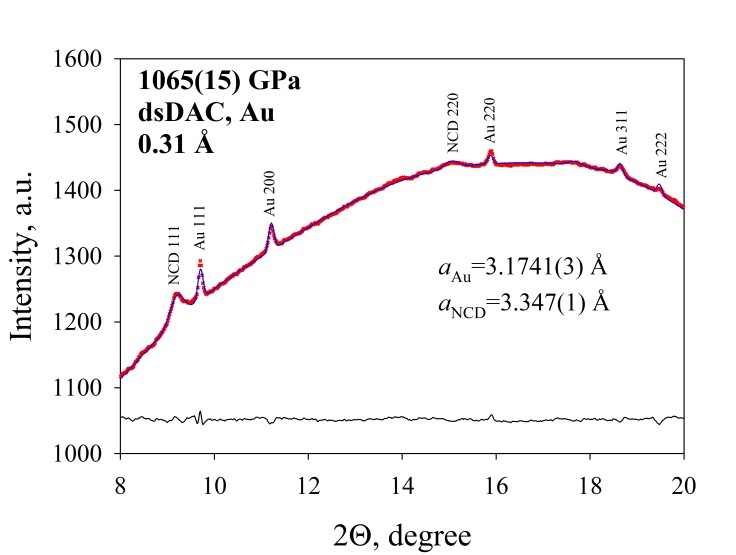 1600
1065(15) GPa
dsDAC, Au
0.31 Å
1500
1400
1300
1200
1100
1000
Intensity, a.u.
NCD 111
Au 111
Au 200
NCD 220
Au 220
Au 311
Au 222
aAu=3.1741(3) Å
aNCD=3.347(1) Å
8 10 12 14 16 18 20
2Θ, degree